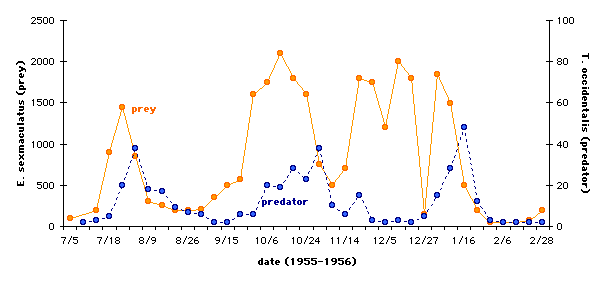 2500
2000
1500
1000
500
0
E. sexmaculatus (prey)
100
80
60
40
20
0
T. occidentalis (predator)
prey
predator
7/5 7/18 8/9 8/26 9/15 10/6 10/24 11/14 12/5 12/27 1/16 2/6 2/28
date (1955-1956)